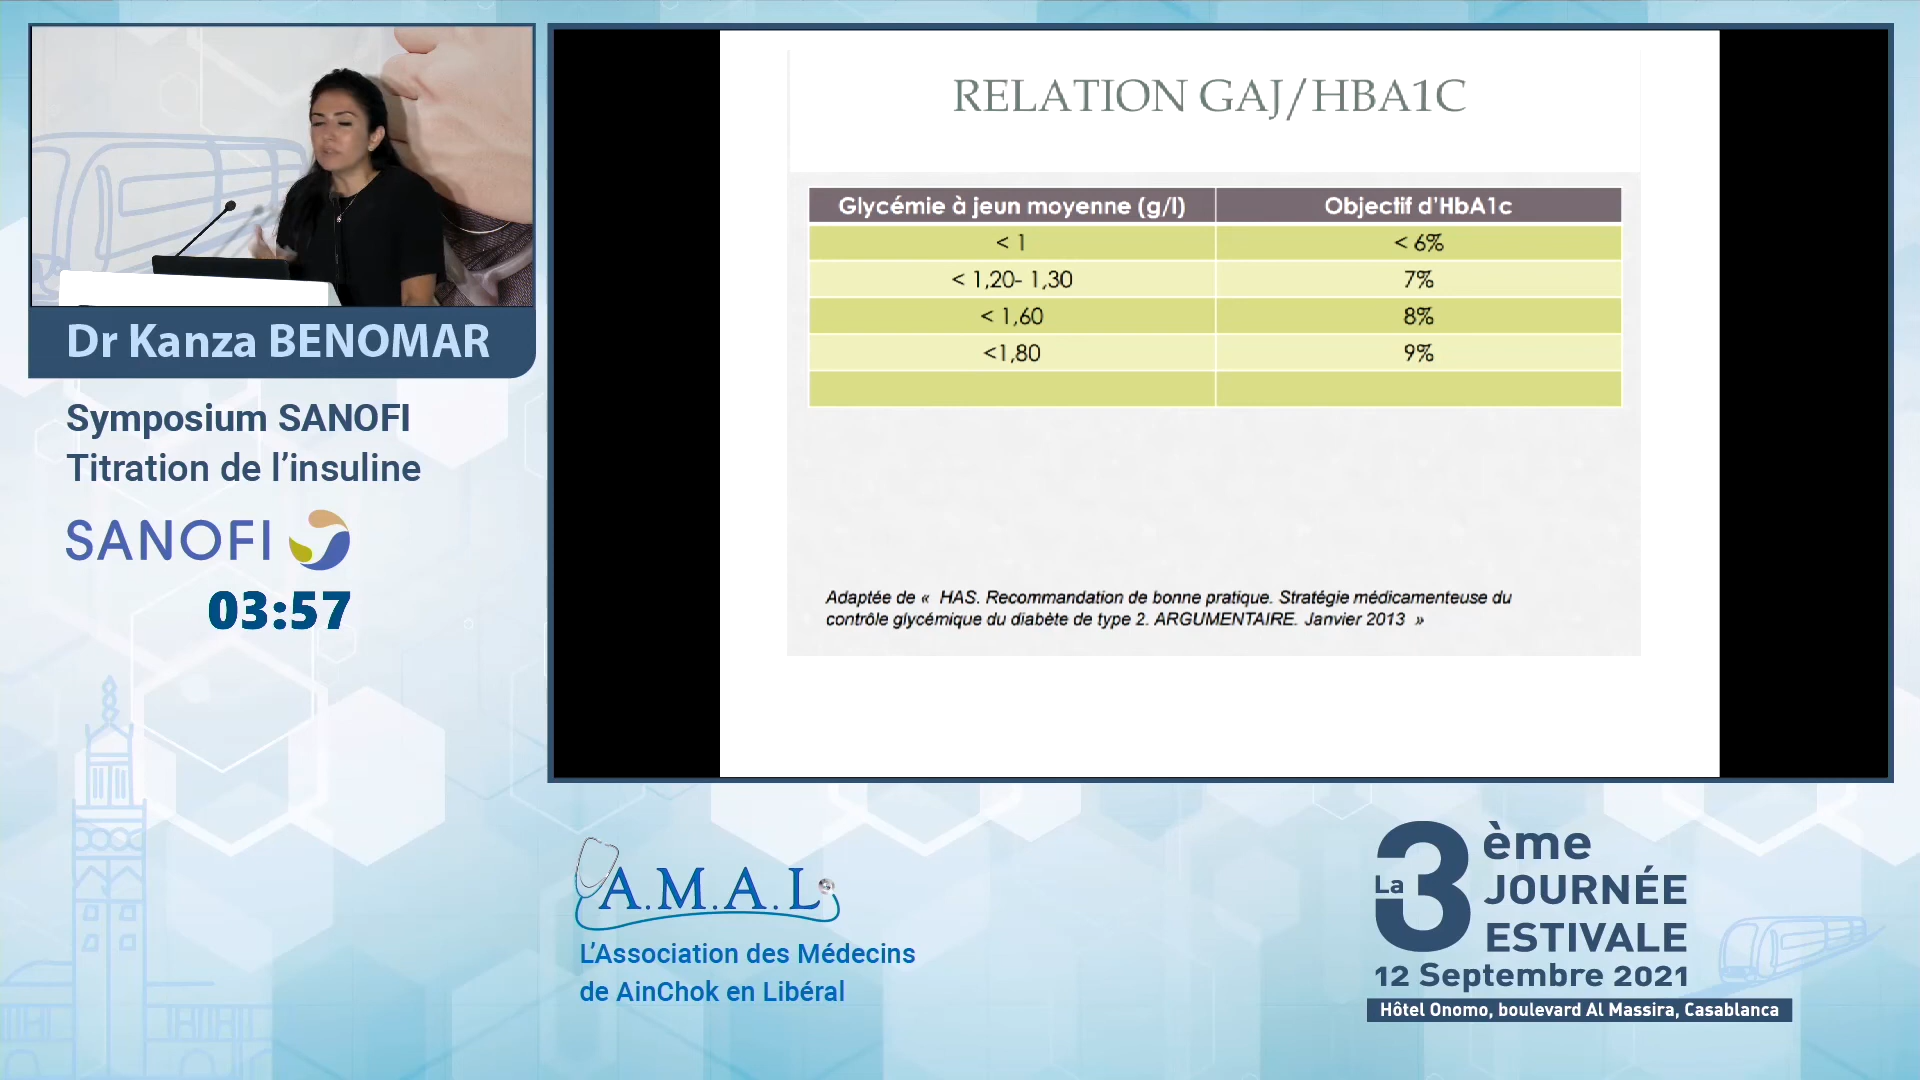 Dr Kanza BENOMAR
Symposium SANOFI
Titration de l'insuline
SANOFI
03:57
RELATION GAJ/HBA1C
Glycémie à jeun moyenne (g/l) Objectif d'HbA1c
< 1 < 6%
< 1,20- 1,30 7%
< 1,60 8%
<1,80 9%
Adaptée de « HAS. Recommandation de bonne pratique. Stratégie médicamenteuse du
contrôle glycémique du diabète de type 2. ARGUMENTAIRE. Janvier 2013 »
A.M.A.L
L'Association des Médecins
de AinChok en Libéral
La 3ème
JOURNÉE
ESTIVALE
12 Septembre 2021
Hôtel Onomo, boulevard Al Massira, Casablanca